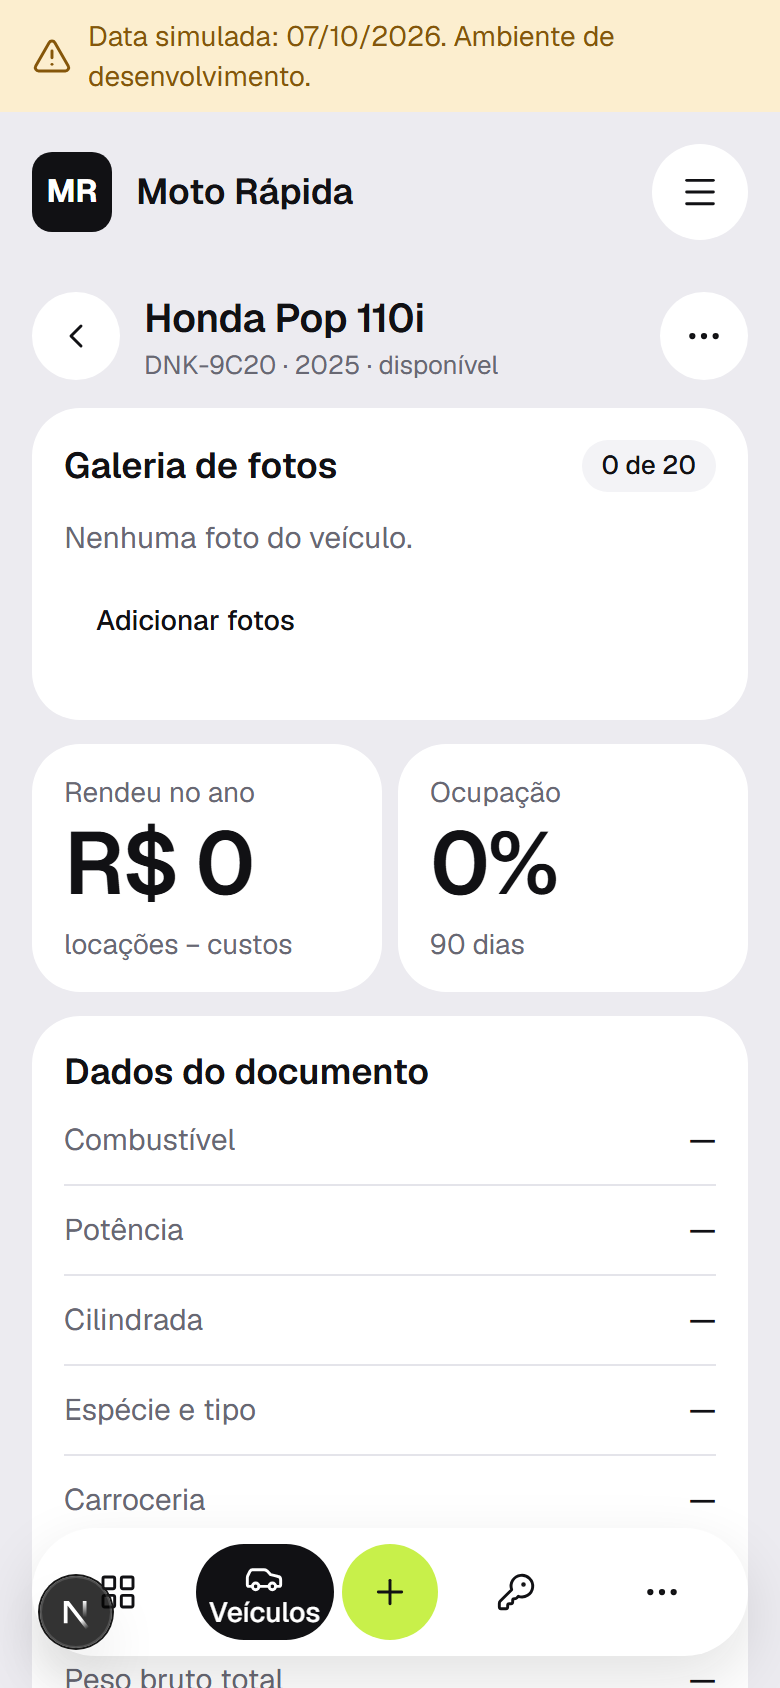 Data simulada: 07/10/2026. Ambiente de
desenvolvimento.
MR
Moto Rápida
Honda Pop 110i
DNK-9C20 · 2025 · disponível
Galeria de fotos
0 de 20
Nenhuma foto do veículo.
Adicionar fotos
Rendeu no ano
R$ 0
locações – custos
Ocupação
0%
90 dias
Dados do documento
Combustível —
Potência —
Cilindrada —
Espécie e tipo —
Carroceria —
N
Veículos
Peso bruto total —